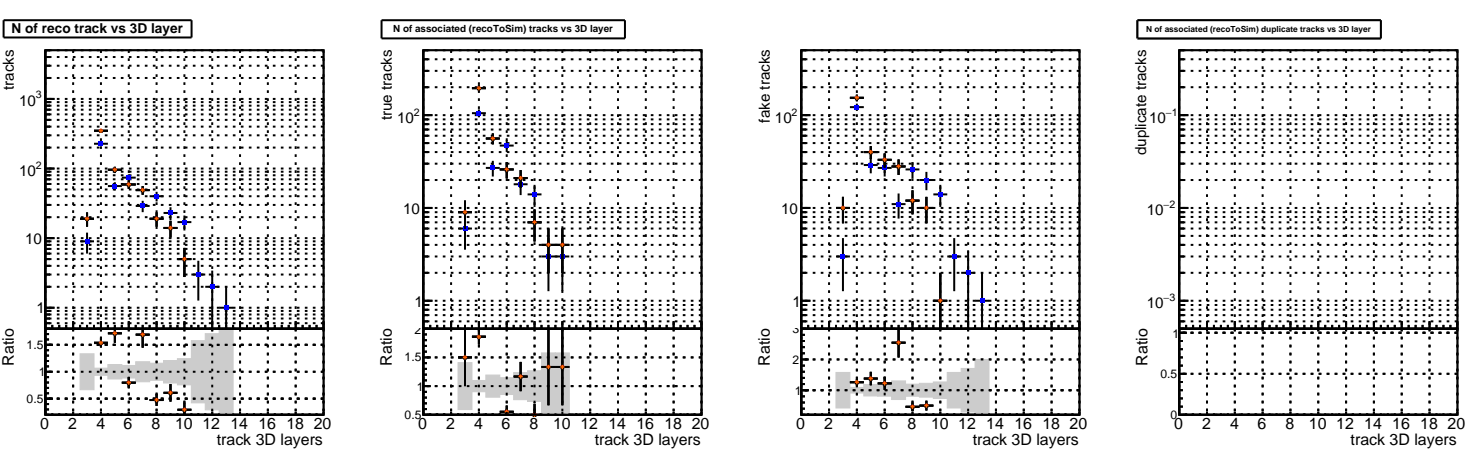 N of reco track vs 3D layer
tracks
10³
10²
10
1
Ratio
1.5
1
0.5
0 2 4 6 8 10 12 14 16 18 20
track 3D layers
N of associated (recoToSim) tracks vs 3D layer
true tracks
10²
10
1
Ratio
2
1.5
1
0.5
0 2 4 6 8 10 12 14 16 18 20
track 3D layers
fake tracks
10²
10
1
Ratio
3
2
1
0 2 4 6 8 10 12 14 16 18 20
track 3D layers
N of associated (recoToSim) duplicate tracks vs 3D layer
duplicate tracks
10⁻¹
10⁻²
10⁻³
Ratio
1
0.5
0
0 2 4 6 8 10 12 14 16 18 20
track 3D layers